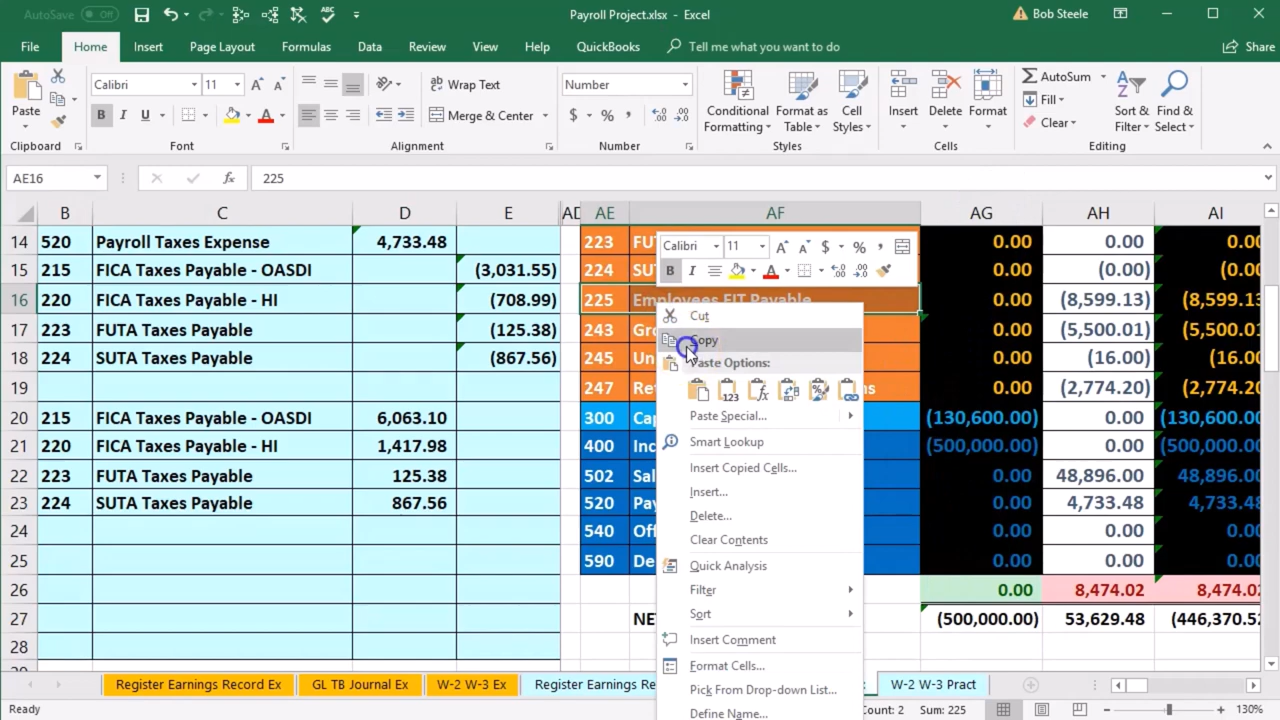 AutoSave Off
Payroll Project.xlsx - Excel
Bob Steele
File Home Insert Page Layout Formulas Data Review View Help QuickBooks Tell me what you want to do Share
Paste
Clipboard
Calibri 11
B I U
Font
Wrap Text
Merge & Center
Alignment
Number
$ % ,
Number
Conditional Formatting
Format as Table
Cell Styles
Styles
Insert Delete Format
Cells
AutoSum
Fill
Clear
Sort & Filter
Find & Select
Editing
AE16 fx 225
B C D E AD AE AF AG AH AI
14 520 Payroll Taxes Expense 4,733.48 223 FU 0.00 0.00 0.00
15 215 FICA Taxes Payable - OASDI (3,031.55) 224 SU 0.00 (0.00) (0.00
16 220 FICA Taxes Payable - HI (708.99) 225 Employees FIT Payable 0.00 (8,599.13) (8,599.13
17 223 FUTA Taxes Payable (125.38) 243 Gr 0.00 (5,500.01) (5,500.01
18 224 SUTA Taxes Payable (867.56) 245 Un 0.00 (16.00) (16.00
19 247 Re s 0.00 (2,774.20) (2,774.20
20 215 FICA Taxes Payable - OASDI 6,063.10 300 Ca (130,600.00) 0.00 (130,600.00
21 220 FICA Taxes Payable - HI 1,417.98 400 Inc (500,000.00) 0.00 (500,000.00
22 223 FUTA Taxes Payable 125.38 502 Sal 0.00 48,896.00 48,896.00
23 224 SUTA Taxes Payable 867.56 520 Pay 0.00 4,733.48 4,733.48
24 540 Off 0.00 0.00 0.00
25 590 De 0.00 0.00 0.00
26 0.00 8,474.02 8,474.02
27 NE (500,000.00) 53,629.48 (446,370.52
28
Calibri 11 $ % ,
B I
Cut
Copy
Paste Options:
123
Paste Special...
Smart Lookup
Insert Copied Cells...
Insert...
Delete...
Clear Contents
Quick Analysis
Filter
Sort
Insert Comment
Format Cells...
Pick From Drop-down List...
Define Name...
Register Earnings Record Ex GL TB Journal Ex W-2 W-3 Ex Register Earnings Re W-2 W-3 Pract
Ready Count: 2 Sum: 225 130%